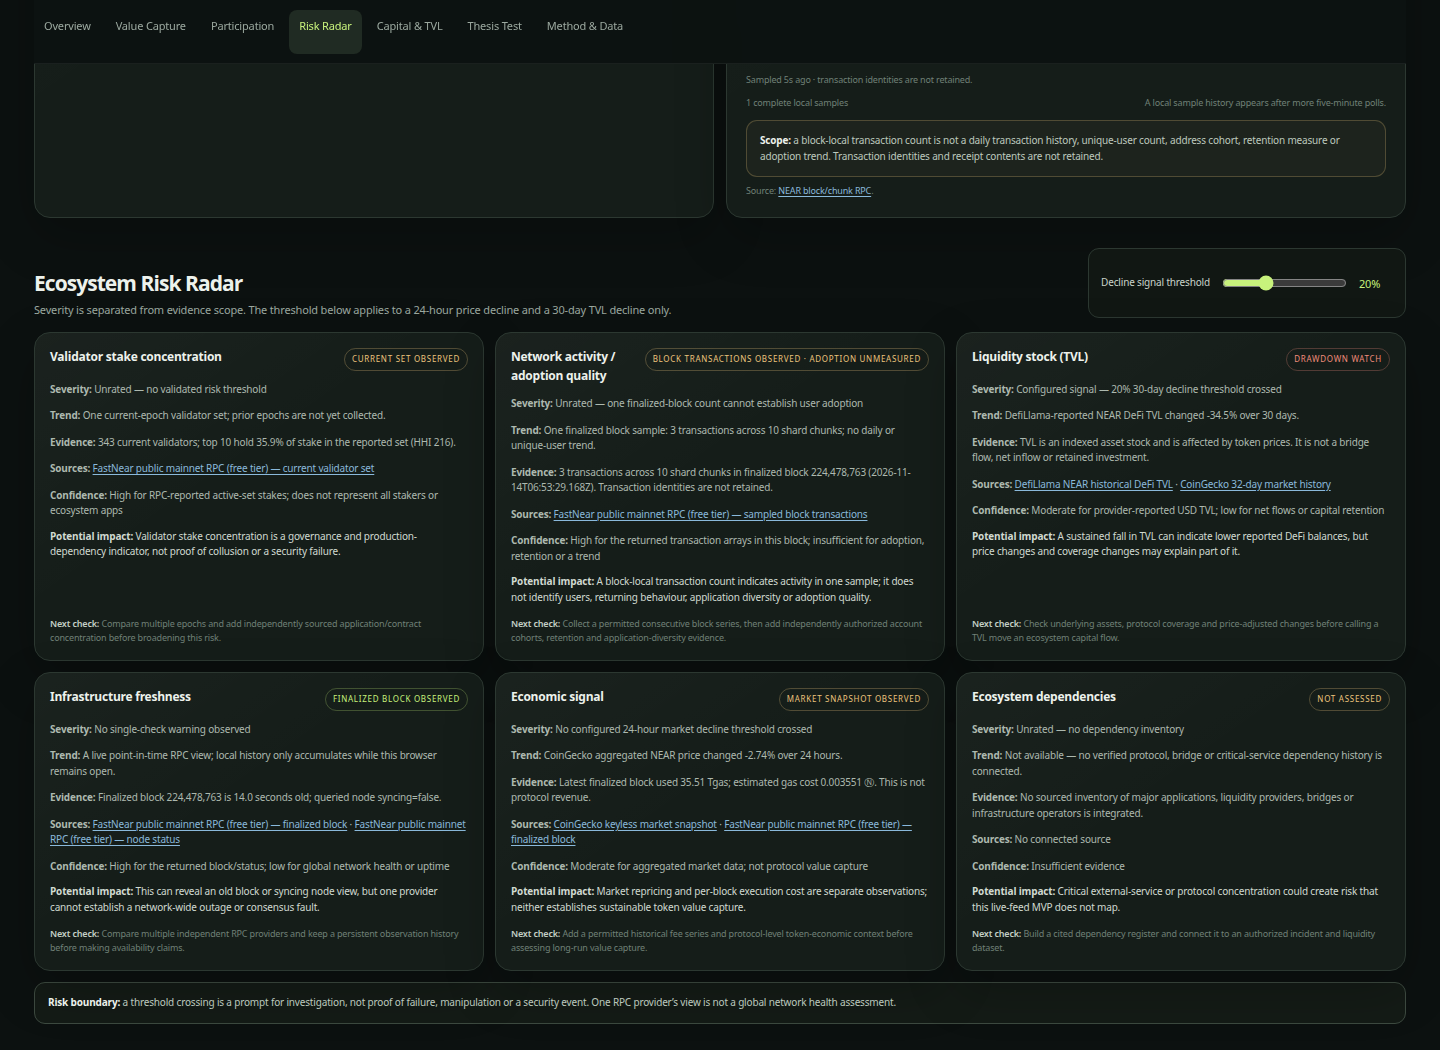 Overview Value Capture Participation Risk Radar Capital & TVL Thesis Test Method & Data
Sampled 5s ago · transaction identities are not retained.
1 complete local samples A local sample history appears after more five-minute polls.
Scope: a block-local transaction count is not a daily transaction history, unique-user count, address cohort, retention measure or
adoption trend. Transaction identities and receipt contents are not retained.
Source: NEAR block/chunk RPC.
Ecosystem Risk Radar
Severity is separated from evidence scope. The threshold below applies to a 24-hour price decline and a 30-day TVL decline only.
Decline signal threshold 20%
Validator stake concentration
CURRENT SET OBSERVED
Severity: Unrated — no validated risk threshold
Trend: One current-epoch validator set; prior epochs are not yet collected.
Evidence: 343 current validators; top 10 hold 35.9% of stake in the reported set (HHI 216).
Sources: FastNear public mainnet RPC (free tier) — current validator set
Confidence: High for RPC-reported active-set stakes; does not represent all stakers or
ecosystem apps
Potential impact: Validator stake concentration is a governance and production-
dependency indicator, not proof of collusion or a security failure.
Next check: Compare multiple epochs and add independently sourced application/contract
concentration before broadening this risk.
Network activity /
adoption quality
BLOCK TRANSACTIONS OBSERVED · ADOPTION UNMEASURED
Severity: Unrated — one finalized-block count cannot establish user adoption
Trend: One finalized block sample: 3 transactions across 10 shard chunks; no daily or
unique-user trend.
Evidence: 3 transactions across 10 shard chunks in finalized block 224,478,763 (2026-11-
14T06:53:29.168Z). Transaction identities are not retained.
Sources: FastNear public mainnet RPC (free tier) — sampled block transactions
Confidence: High for the returned transaction arrays in this block; insufficient for adoption,
retention or a trend
Potential impact: A block-local transaction count indicates activity in one sample; it does
not identify users, returning behaviour, application diversity or adoption quality.
Next check: Collect a permitted consecutive block series, then add independently authorized account
cohorts, retention and application-diversity evidence.
Liquidity stock (TVL)
DRAWDOWN WATCH
Severity: Configured signal — 20% 30-day decline threshold crossed
Trend: DefiLlama-reported NEAR DeFi TVL changed -34.5% over 30 days.
Evidence: TVL is an indexed asset stock and is affected by token prices. It is not a bridge
flow, net inflow or retained investment.
Sources: DefiLlama NEAR historical DeFi TVL · CoinGecko 32-day market history
Confidence: Moderate for provider-reported USD TVL; low for net flows or capital retention
Potential impact: A sustained fall in TVL can indicate lower reported DeFi balances, but
price changes and coverage changes may explain part of it.
Next check: Check underlying assets, protocol coverage and price-adjusted changes before calling a
TVL move an ecosystem capital flow.
Infrastructure freshness
FINALIZED BLOCK OBSERVED
Severity: No single-check warning observed
Trend: A live point-in-time RPC view; local history only accumulates while this browser
remains open.
Evidence: Finalized block 224,478,763 is 14.0 seconds old; queried node syncing=false.
Sources: FastNear public mainnet RPC (free tier) — finalized block · FastNear public mainnet
RPC (free tier) — node status
Confidence: High for the returned block/status; low for global network health or uptime
Potential impact: This can reveal an old block or syncing node view, but one provider
cannot establish a network-wide outage or consensus fault.
Next check: Compare multiple independent RPC providers and keep a persistent observation history
before making availability claims.
Economic signal
MARKET SNAPSHOT OBSERVED
Severity: No configured 24-hour market decline threshold crossed
Trend: CoinGecko aggregated NEAR price changed -2.74% over 24 hours.
Evidence: Latest finalized block used 35.51 Tgas; estimated gas cost 0.003551 Ⓝ. This is not
protocol revenue.
Sources: CoinGecko keyless market snapshot · FastNear public mainnet RPC (free tier) —
finalized block
Confidence: Moderate for aggregated market data; not protocol value capture
Potential impact: Market repricing and per-block execution cost are separate observations;
neither establishes sustainable token value capture.
Next check: Add a permitted historical fee series and protocol-level token-economic context before
assessing long-run value capture.
Ecosystem dependencies
NOT ASSESSED
Severity: Unrated — no dependency inventory
Trend: Not available — no verified protocol, bridge or critical-service dependency history is
connected.
Evidence: No sourced inventory of major applications, liquidity providers, bridges or
infrastructure operators is integrated.
Sources: No connected source
Confidence: Insufficient evidence
Potential impact: Critical external-service or protocol concentration could create risk that
this live-feed MVP does not map.
Next check: Build a cited dependency register and connect it to an authorized incident and liquidity
dataset.
Risk boundary: a threshold crossing is a prompt for investigation, not proof of failure, manipulation or a security event. One RPC provider's view is not a global network health assessment.